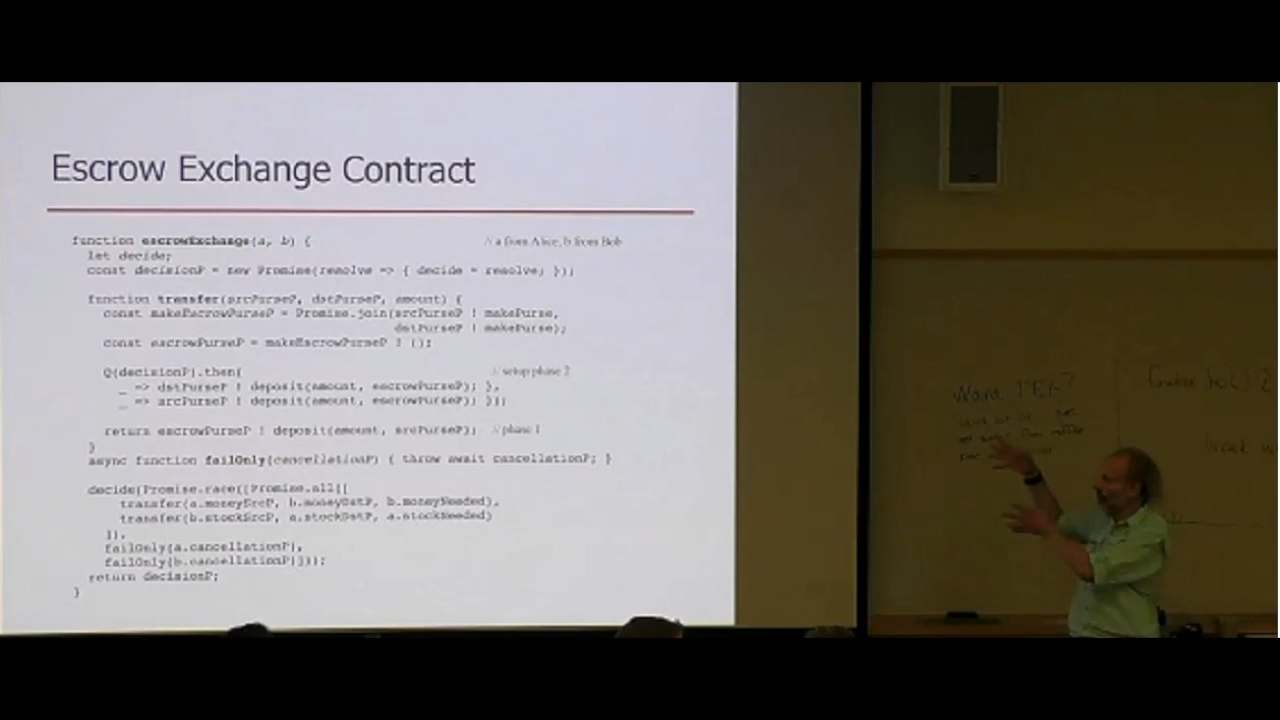 Escrow Exchange Contract
function escrowExchange(a, b) { // a from Alice, b from Bob
let decide;
const decisionP = new Promise(resolve => { decide = resolve; });
function transfer(srcPurseP, dstPurseP, amount) {
const makeEscrowPurseP = Promise.join(srcPurseP ! makePurse,
dstPurseP ! makePurse);
const escrowPurseP = makeEscrowPurseP ! ();
Q(decisionP).then( // setup phase 2
_ => dstPurseP ! deposit(amount, escrowPurseP); },
_ => srcPurseP ! deposit(amount, escrowPurseP); });
return escrowPurseP ! deposit(amount, srcPurseP); // phase 1
}
async function failOnly(cancellationP) { throw await cancellationP; }
decide(Promise.race([Promise.all([
transfer(a.moneySrcP, b.moneyDstP, b.moneyNeeded),
transfer(b.stockSrcP, a.stockDstP, a.stockNeeded)
]),
failOnly(a.cancellationP),
failOnly(b.cancellationP)]));
return decisionP;
}
Want TEX?
function foo() {